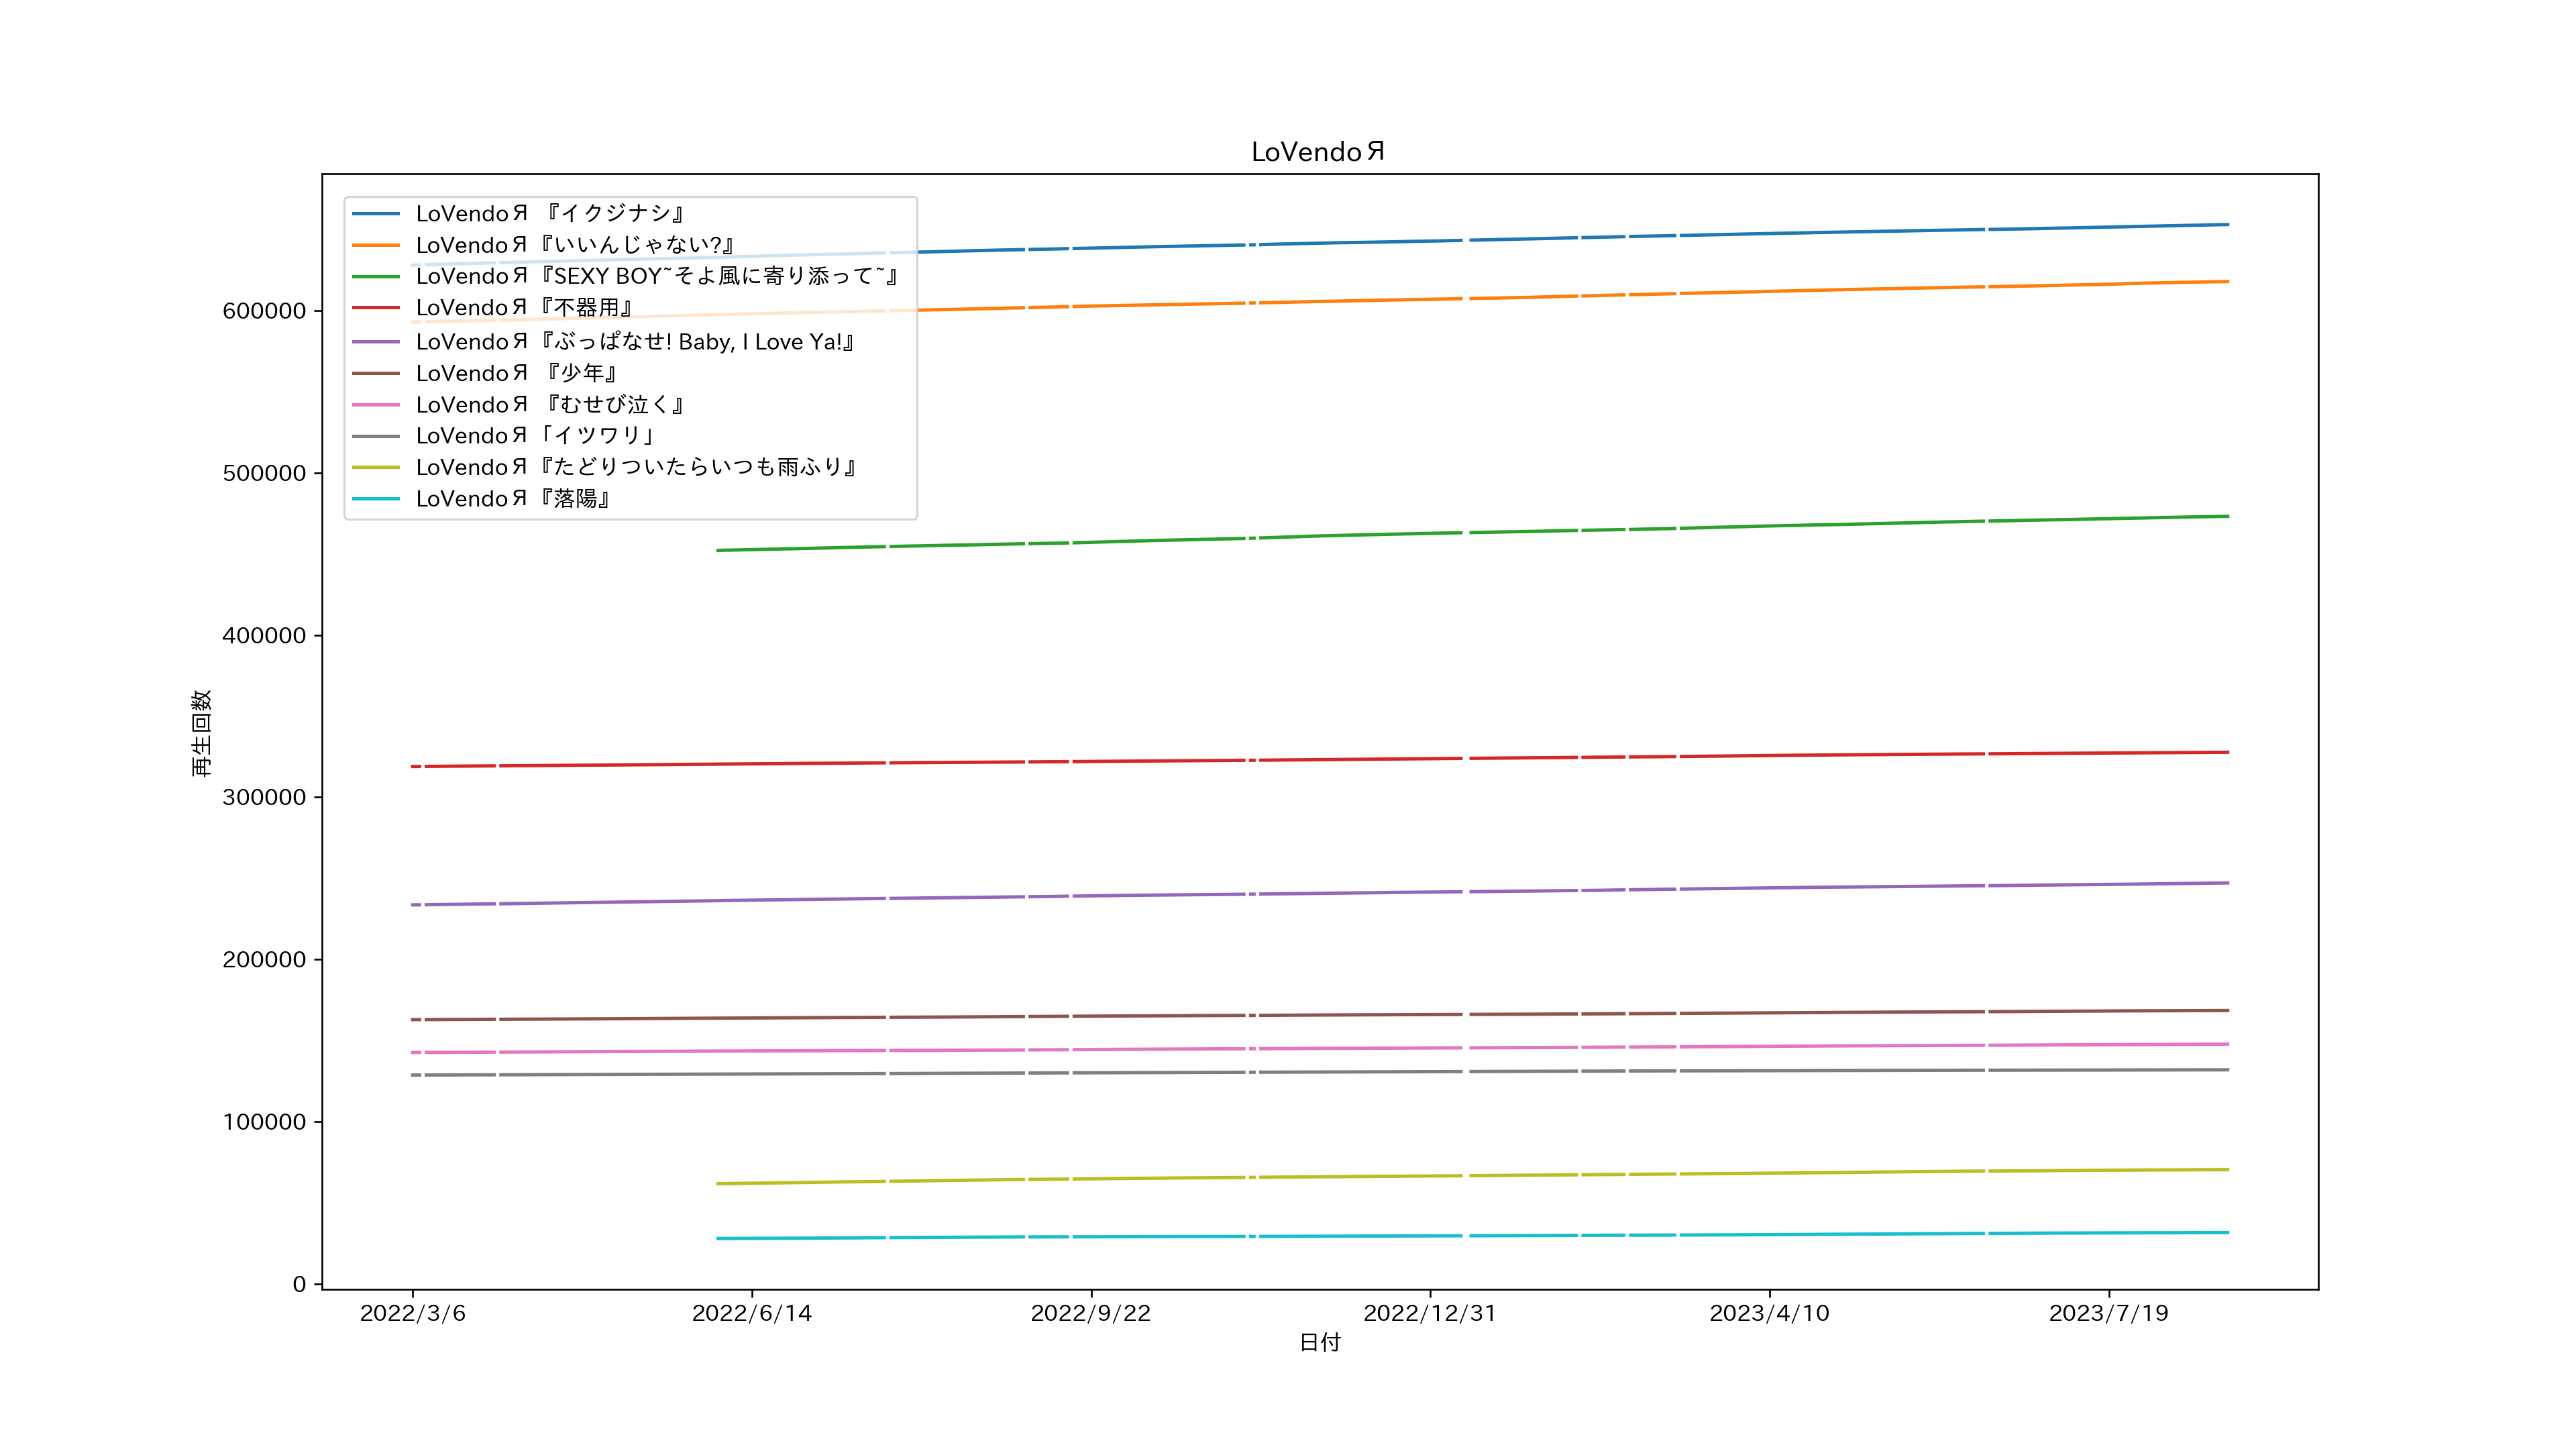 LoVendoЯ
LoVendoЯ 『イクジナシ』
LoVendoЯ『いいんじゃない?』
LoVendoЯ『SEXY BOY~そよ風に寄り添って~』
LoVendoЯ『不器用』
LoVendoЯ『ぶっぱなせ! Baby, I Love Ya!』
LoVendoЯ 『少年』
LoVendoЯ 『むせび泣く』
LoVendoЯ「イツワリ」
LoVendoЯ『たどりついたらいつも雨ふり』
LoVendoЯ『落陽』
600000
500000
400000
300000
200000
100000
0
再生回数
2022/3/6
2022/6/14
2022/9/22
2022/12/31
2023/4/10
2023/7/19
日付